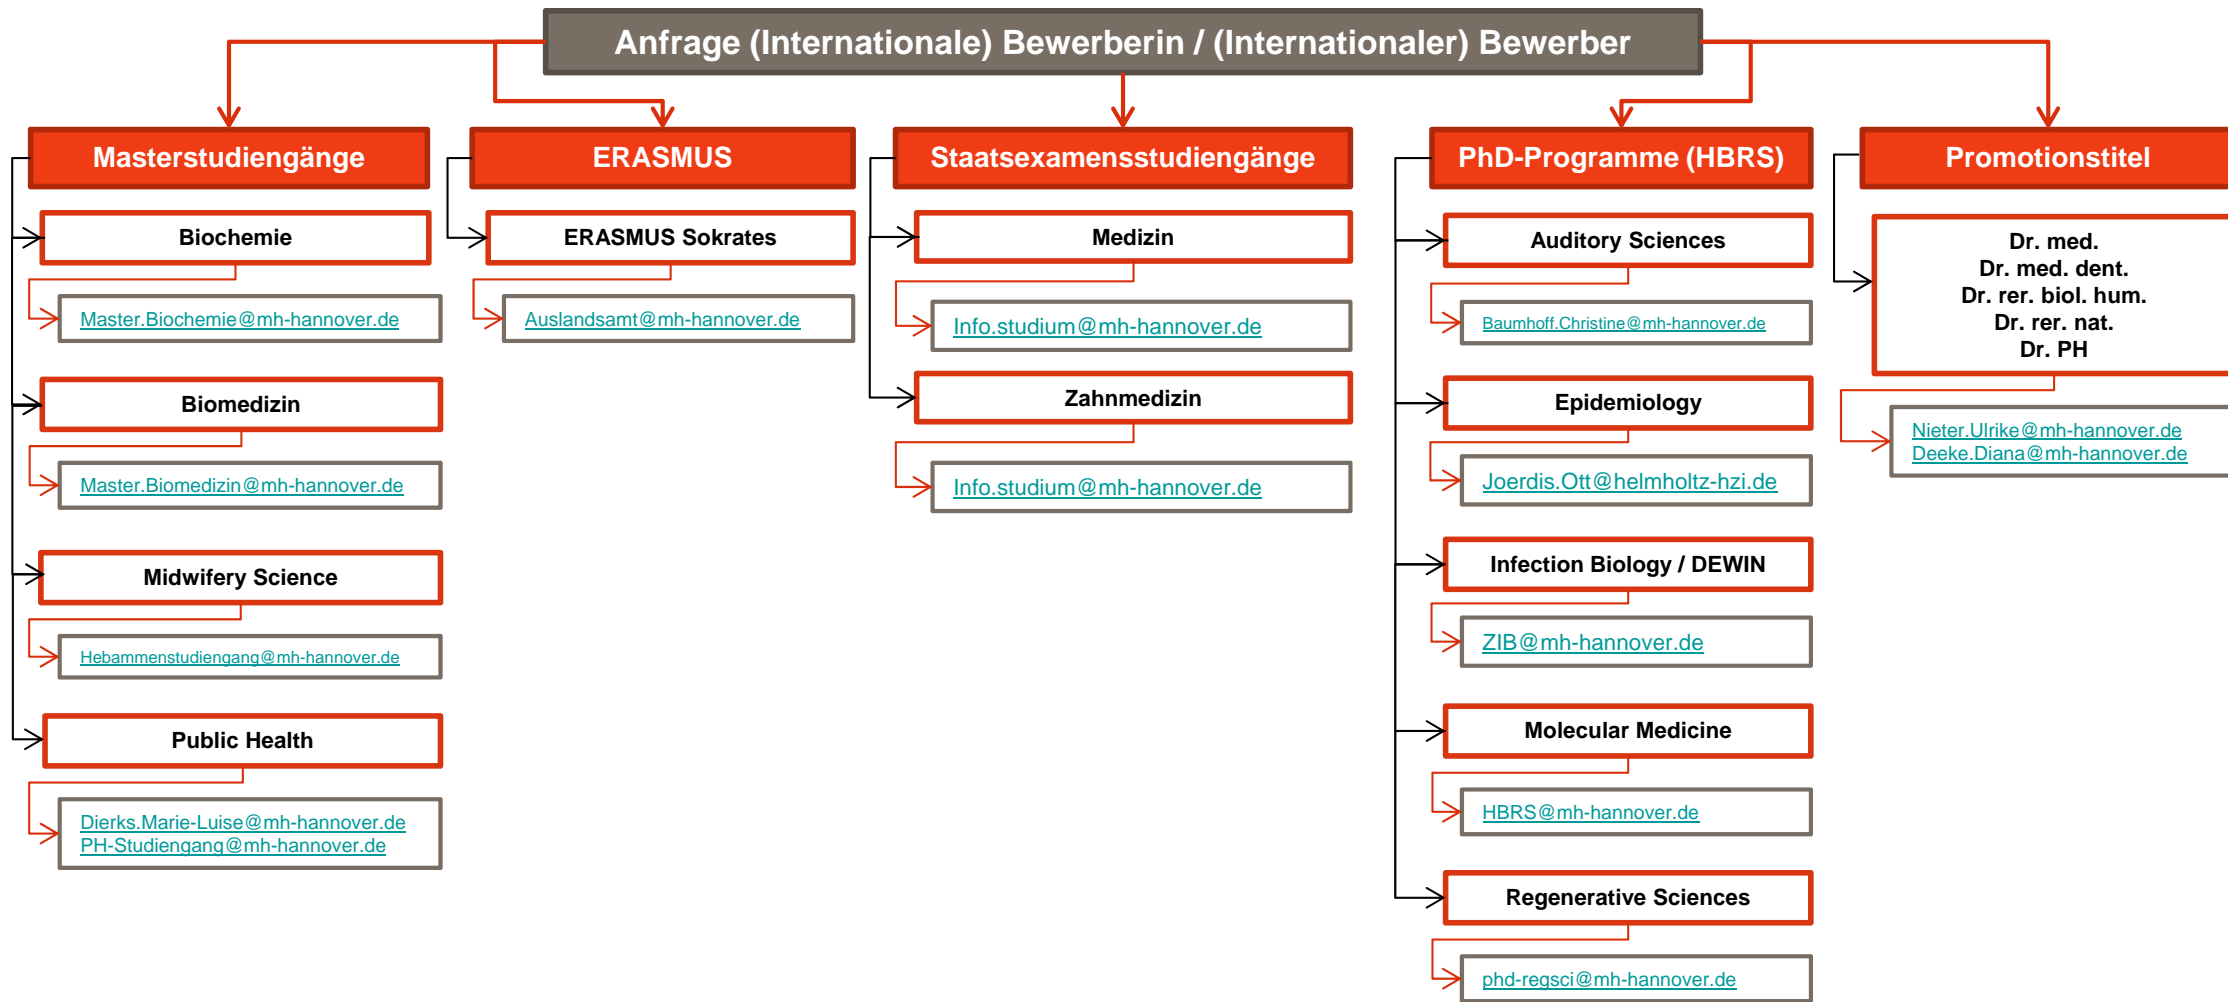 Anfrage (Internationale) Bewerberin / (Internationaler) Bewerber
Masterstudiengänge
Biochemie
Master.Biochemie@mh-hannover.de
Biomedizin
Master.Biomedizin@mh-hannover.de
Midwifery Science
Hebammenstudiengang@mh-hannover.de
Public Health
Dierks.Marie-Luise@mh-hannover.de
PH-Studiengang@mh-hannover.de
ERASMUS
ERASMUS Sokrates
Auslandsamt@mh-hannover.de
Staatsexamensstudiengänge
Medizin
Info.studium@mh-hannover.de
Zahnmedizin
Info.studium@mh-hannover.de
PhD-Programme (HBRS)
Auditory Sciences
Baumhoff.Christine@mh-hannover.de
Epidemiology
Joerdis.Ott@helmholtz-hzi.de
Infection Biology / DEWIN
ZIB@mh-hannover.de
Molecular Medicine
HBRS@mh-hannover.de
Regenerative Sciences
phd-regsci@mh-hannover.de
Promotionstitel
Dr. med.
Dr. med. dent.
Dr. rer. biol. hum.
Dr. rer. nat.
Dr. PH
Nieter.Ulrike@mh-hannover.de
Deeke.Diana@mh-hannover.de